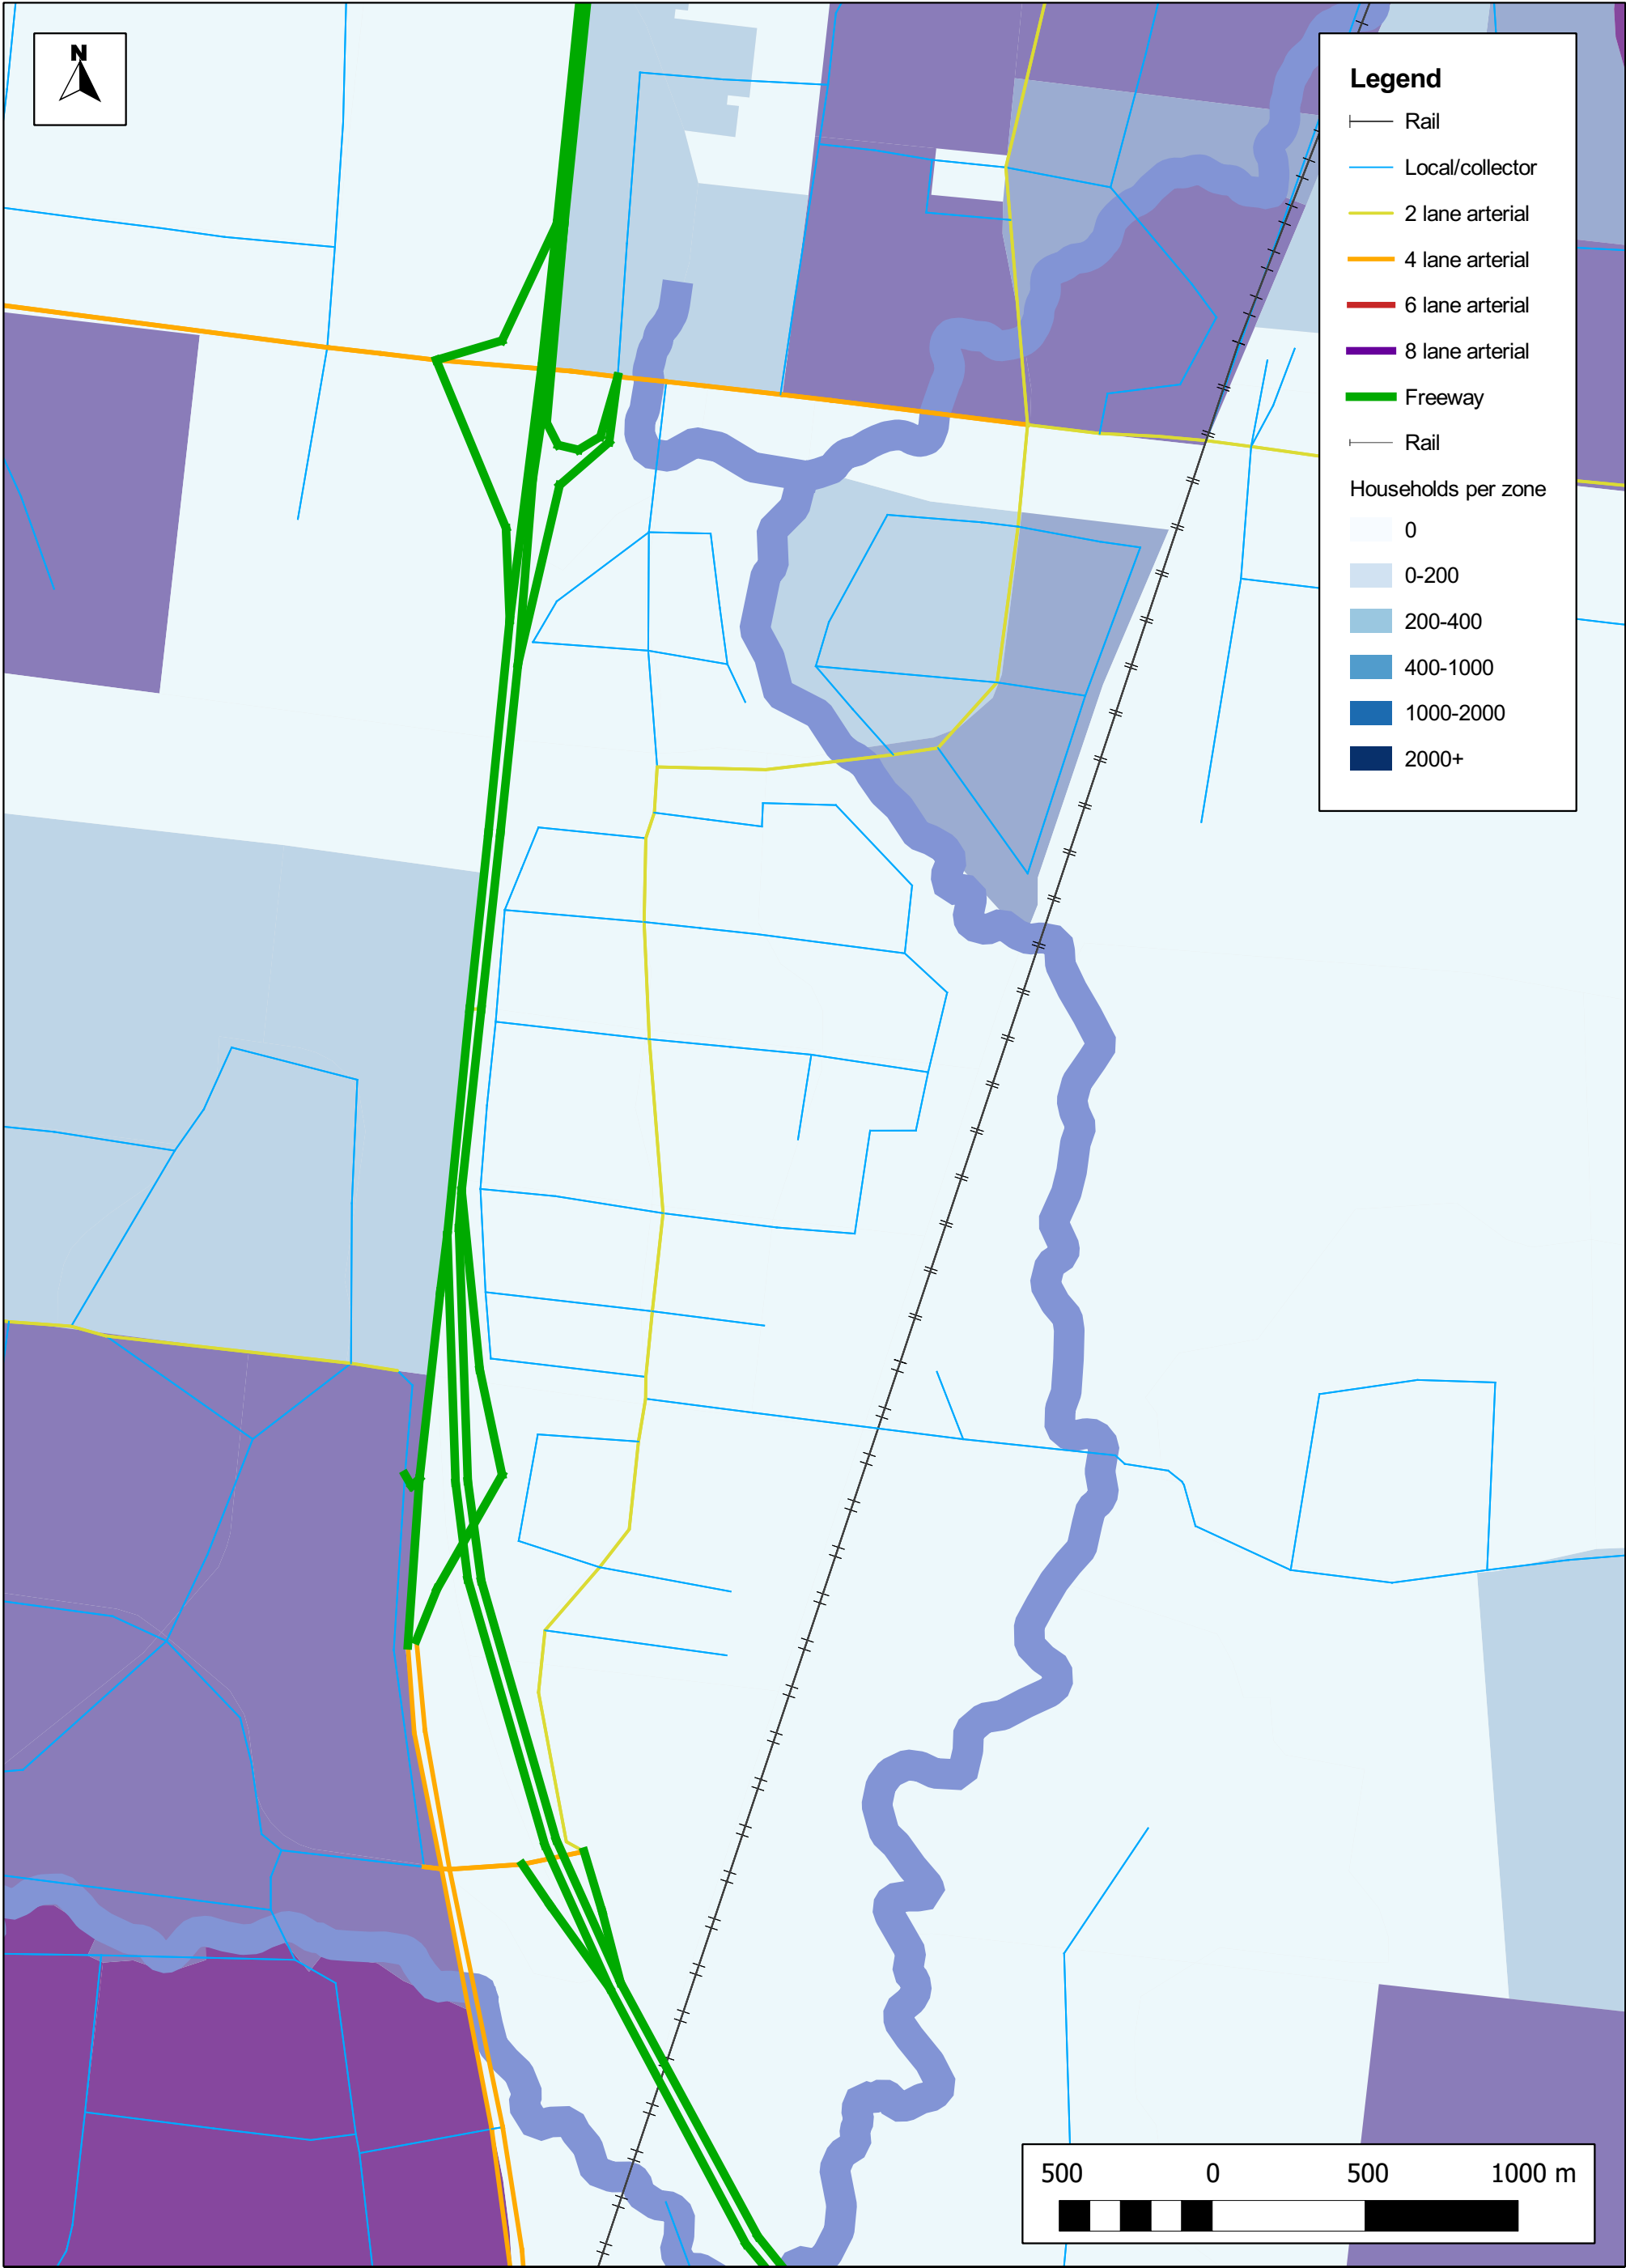 N
Legend
Rail
Local/collector
2 lane arterial
4 lane arterial
6 lane arterial
8 lane arterial
Freeway
Rail
Households per zone
0
0-200
200-400
400-1000
1000-2000
2000+
500 0 500 1000 m